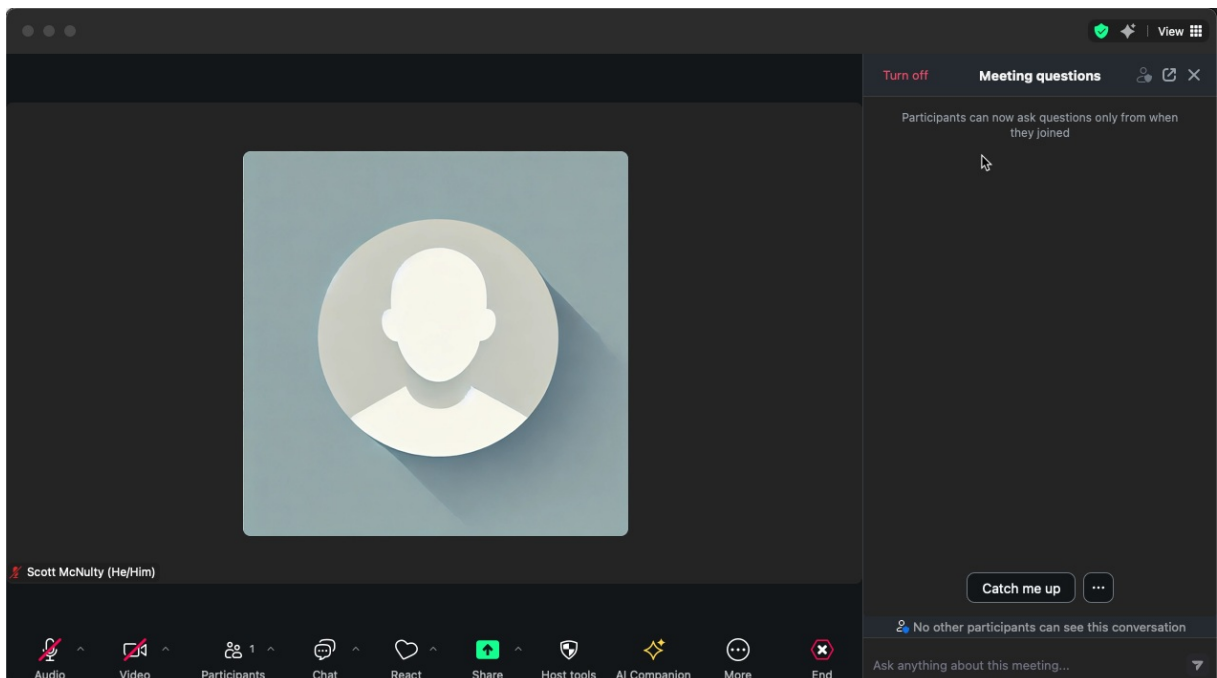 View
Turn off
Meeting questions
Participants can now ask questions only from when
they joined
Scott McNulty (He/Him)
Catch me up
No other participants can see this conversation
Ask anything about this meeting...
Audio
Video
1
Participants
Chat
React
Share
Host tools
AI Companion
More
End